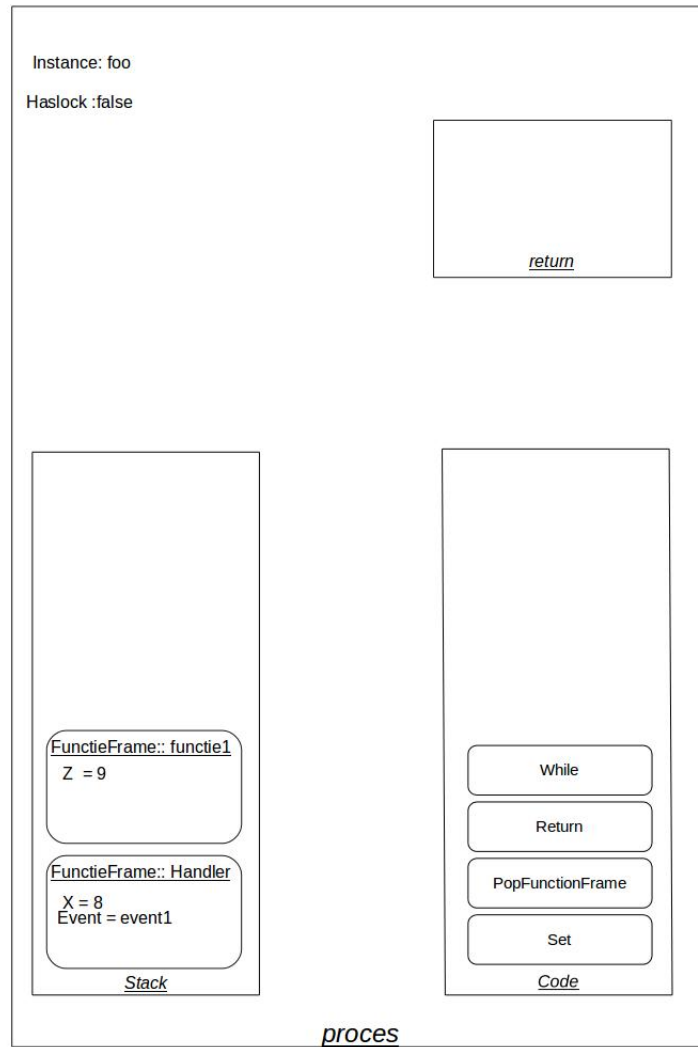 Instance: foo
Haslock :false
return
FunctieFrame:: functie1
Z = 9
FunctieFrame:: Handler
X = 8
Event = event1
Stack
While
Return
PopFunctionFrame
Set
Code
proces